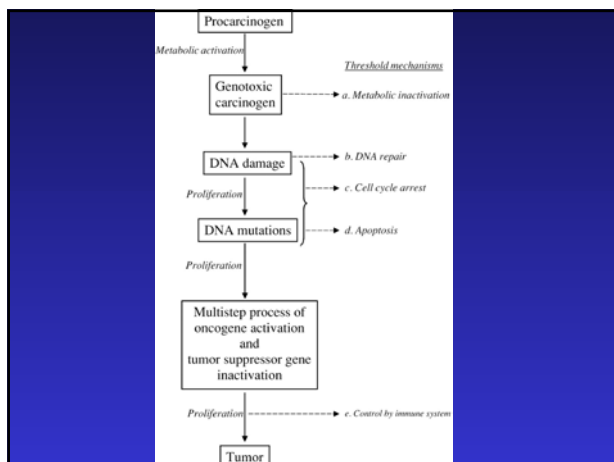 Procarcinogen
Metabolic activation
Threshold mechanisms
Genotoxic
carcinogen
a. Metabolic inactivation
DNA damage
b. DNA repair
Proliferation
c. Cell cycle arrest
DNA mutations
d. Apoptosis
Proliferation
Multistep process of
oncogene activation
and
tumor suppressor gene
inactivation
Proliferation
e. Control by immune system
Tumor